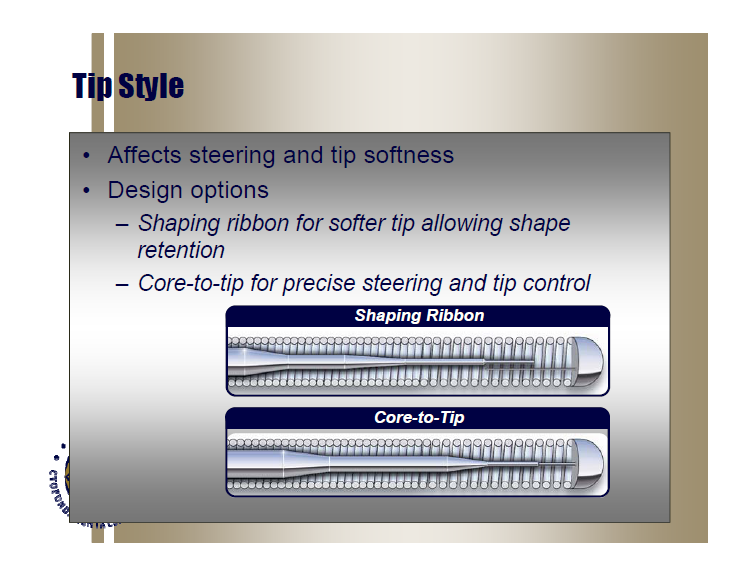 Tip Style
• Affects steering and tip softness
• Design options
– Shaping ribbon for softer tip allowing shape
retention
– Core-to-tip for precise steering and tip control
Shaping Ribbon
Core-to-Tip